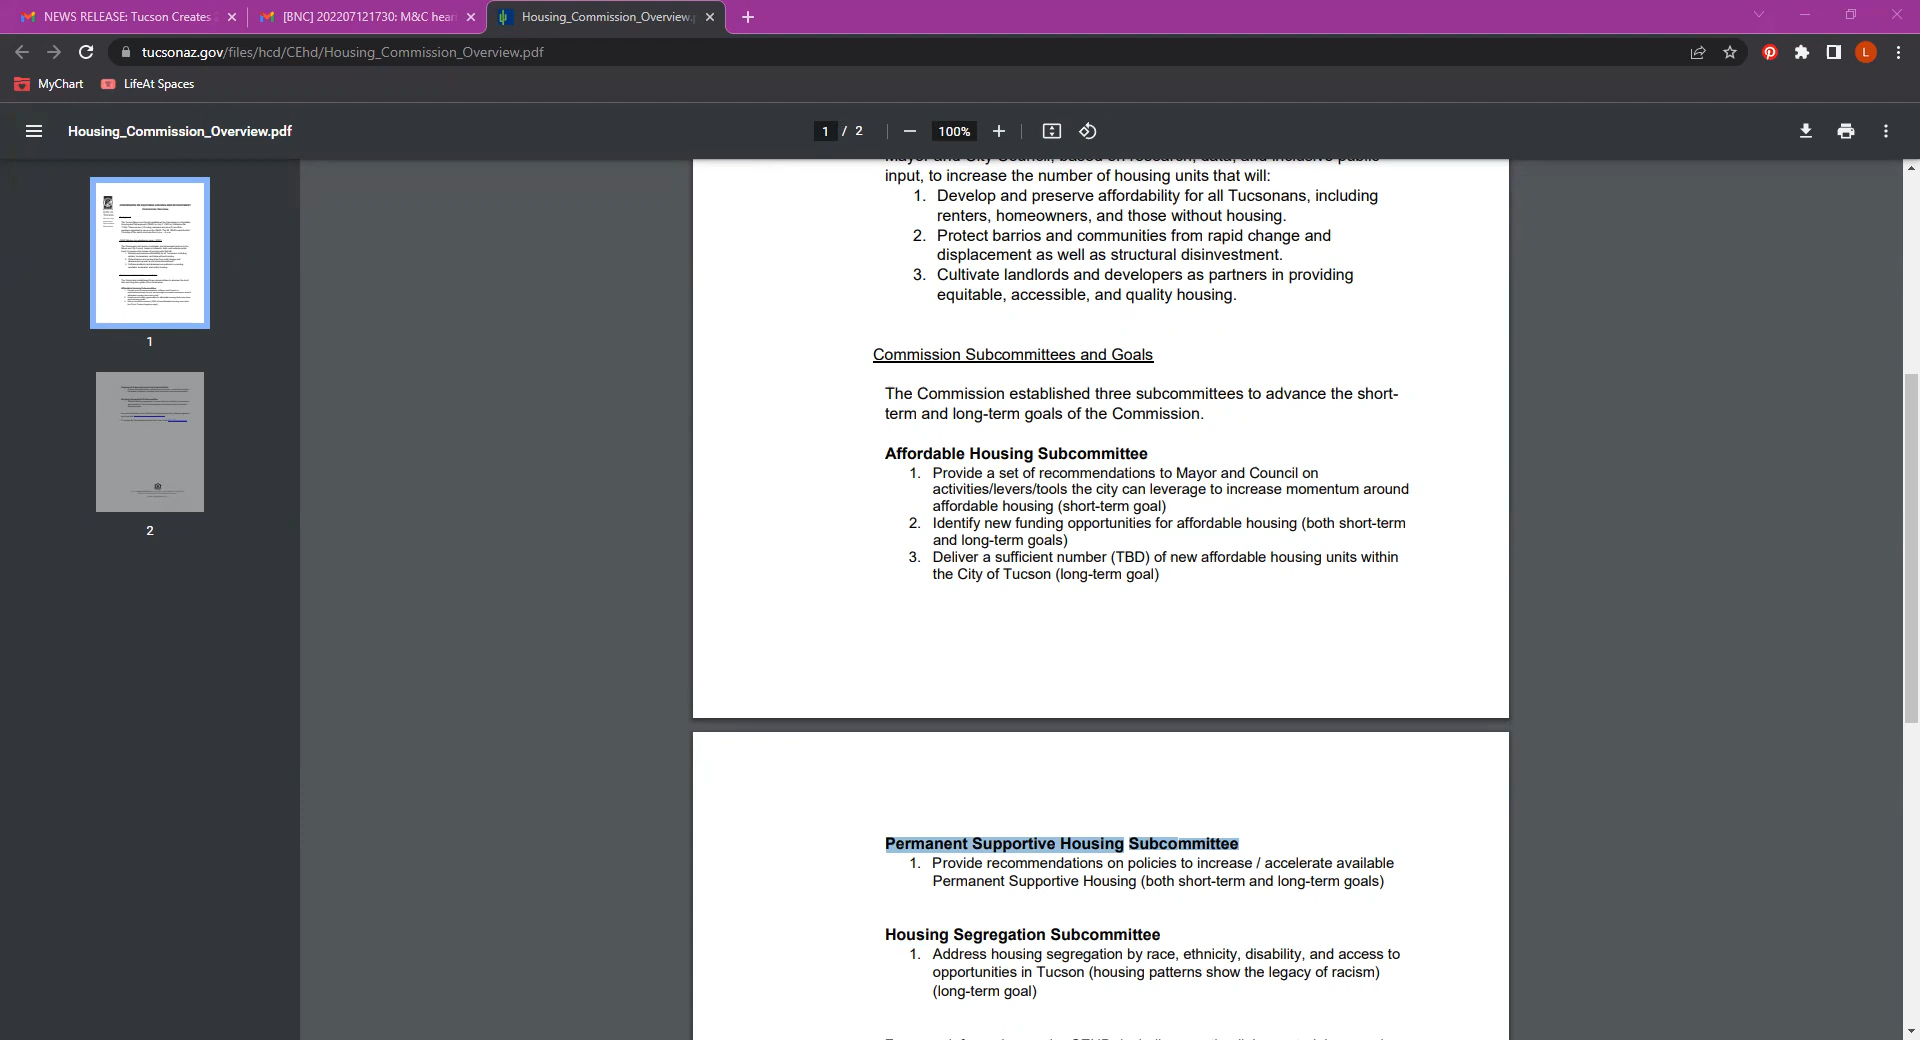 NEWS RELEASE: Tucson Creates
[BNC] 202207121730: M&C hear
Housing_Commission_Overview.p
tucsonaz.gov/files/hcd/CEhd/Housing_Commission_Overview.pdf
L
MyChart
LifeAt Spaces
Housing_Commission_Overview.pdf
1 / 2
100%
1
2
Mayor and City Council, based on research, data, and inclusive public
input, to increase the number of housing units that will:
1. Develop and preserve affordability for all Tucsonans, including
renters, homeowners, and those without housing.
2. Protect barrios and communities from rapid change and
displacement as well as structural disinvestment.
3. Cultivate landlords and developers as partners in providing
equitable, accessible, and quality housing.
Commission Subcommittees and Goals
The Commission established three subcommittees to advance the short-
term and long-term goals of the Commission.
Affordable Housing Subcommittee
1. Provide a set of recommendations to Mayor and Council on
activities/levers/tools the city can leverage to increase momentum around
affordable housing (short-term goal)
2. Identify new funding opportunities for affordable housing (both short-term
and long-term goals)
3. Deliver a sufficient number (TBD) of new affordable housing units within
the City of Tucson (long-term goal)
Permanent Supportive Housing Subcommittee
1. Provide recommendations on policies to increase / accelerate available
Permanent Supportive Housing (both short-term and long-term goals)
Housing Segregation Subcommittee
1. Address housing segregation by race, ethnicity, disability, and access to
opportunities in Tucson (housing patterns show the legacy of racism)
(long-term goal)